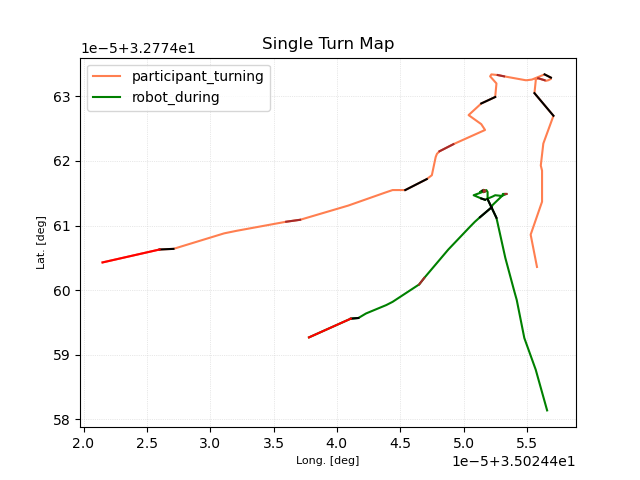 Single Turn Map
1e-5+3.2774e1
participant_turning
robot_during
63
62
61
60
59
58
Lat. [deg]
2.0 2.5 3.0 3.5 4.0 4.5 5.0 5.5
Long. [deg]
1e-5+3.50244e1